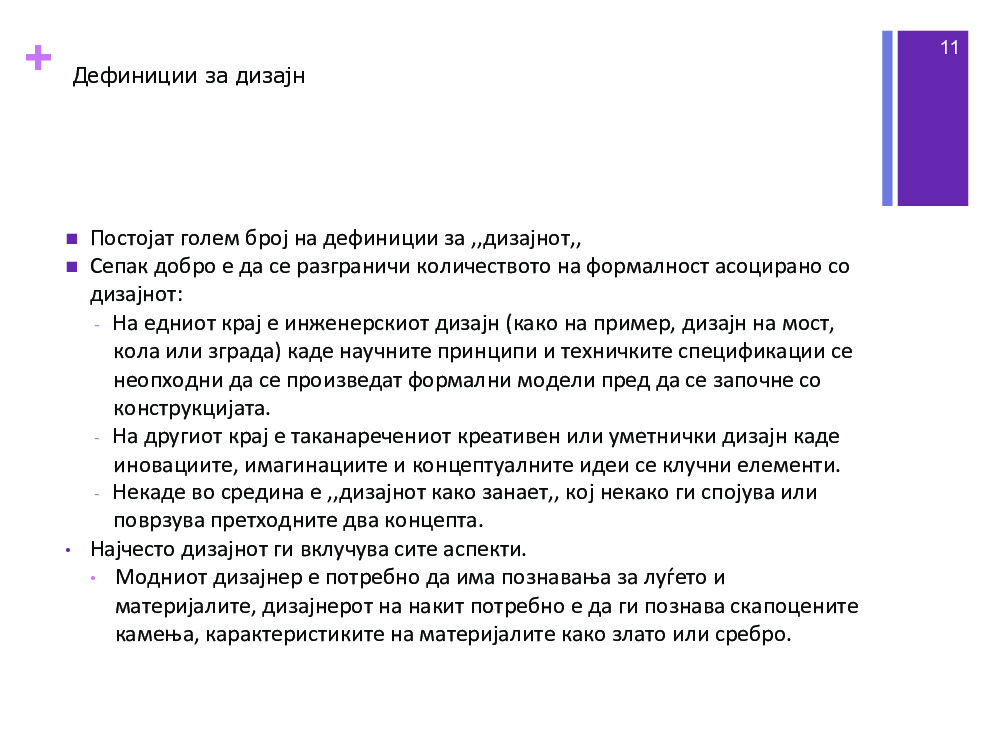 11
Дефиниции за дизајн
Постојат голем број на дефиниции за ,,дизајнот,,
Сепак добро е да се разграничи количеството на формалност асоцирано со
дизајнот:
- На едниот крај е инженерскиот дизајн (како на пример, дизајн на мост,
кола или зграда) каде научните принципи и техничките спецификации се
неопходни да се произведат формални модели пред да се започне со
конструкцијата.
- На другиот крај е таканаречениот креативен или уметнички дизајн каде
иновациите, имагинациите и концептуалните идеи се клучни елементи.
- Некаде во средина е ,,дизајнот како занает,, кој некако ги спојува или
поврзува претходните два концепта.
• Најчесто дизајнот ги вклучува сите аспекти.
• Модниот дизајнер е потребно да има познавања за луѓето и
материјалите, дизајнерот на накит потребно е да ги познава скапоцените
камења, карактеристиките на материјалите како злато или сребро.